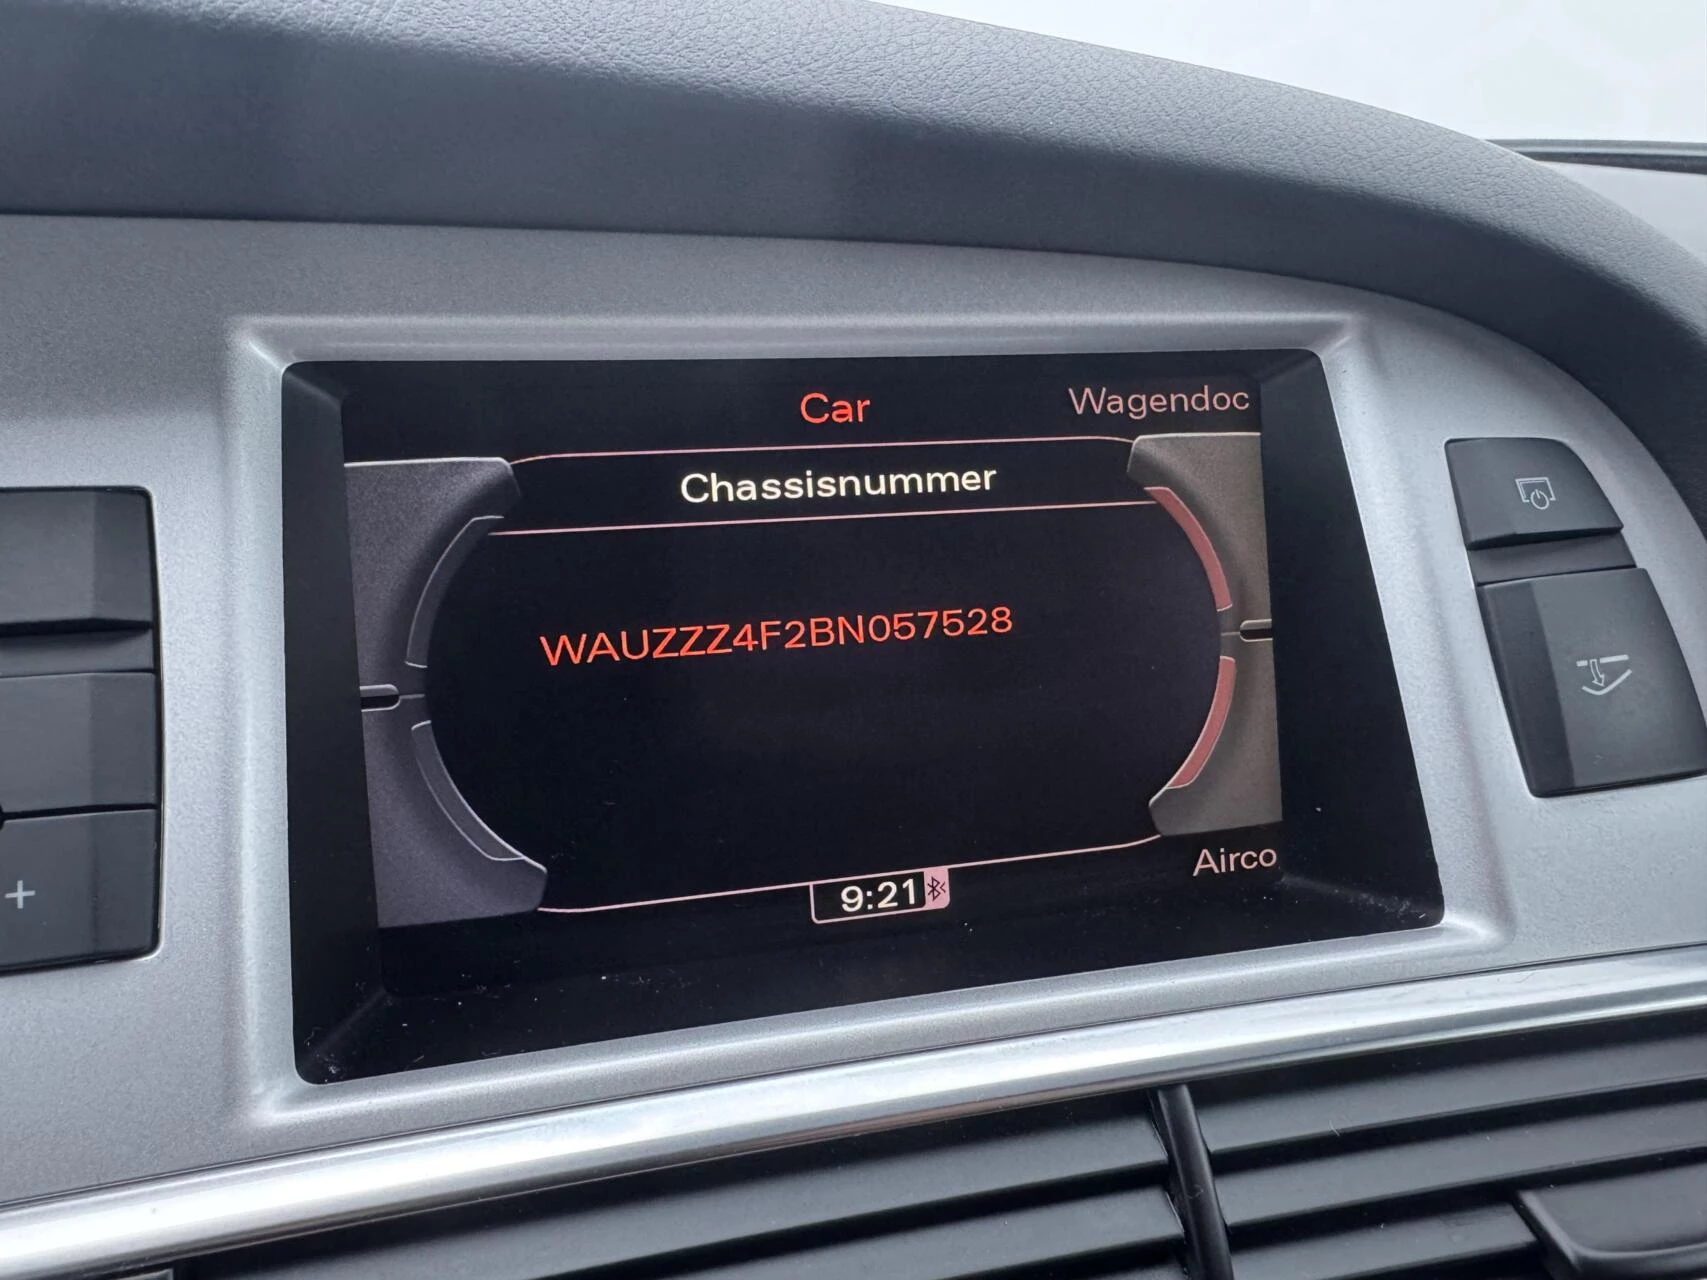 Car
Wagendoc
Chassisnummer
WAUZZZ4F2BN057528
Airco
9:21
+